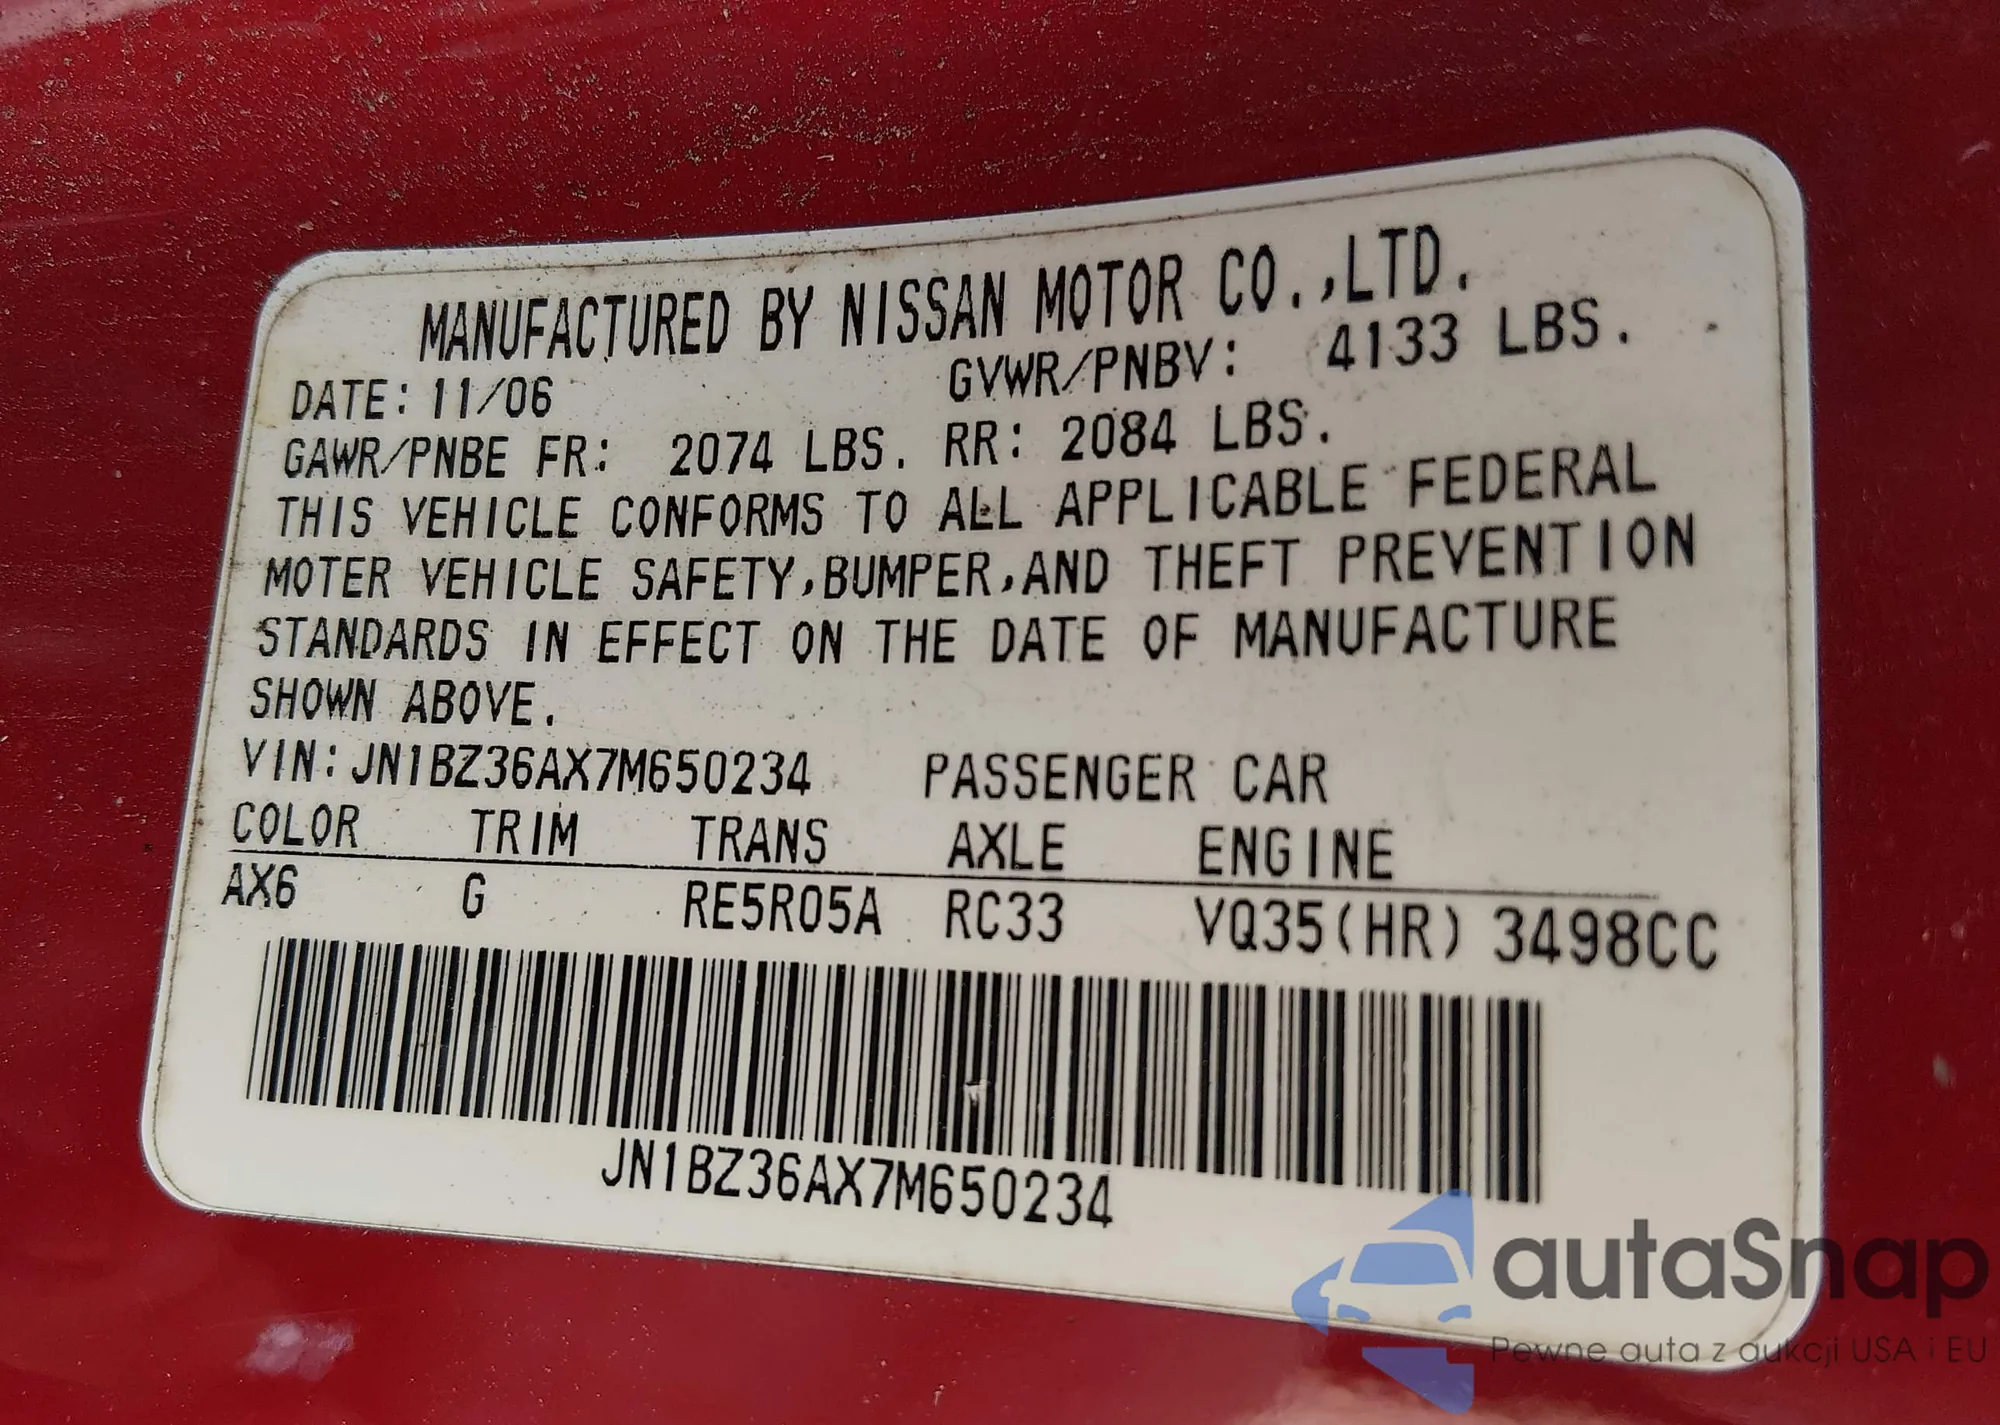 MANUFACTURED BY NISSAN MOTOR CO.,LTD.
DATE: 11/06 GVWR/PNBV: 4133 LBS.
GAWR/PNBE FR: 2074 LBS. RR: 2084 LBS.
THIS VEHICLE CONFORMS TO ALL APPLICABLE FEDERAL
MOTER VEHICLE SAFETY,BUMPER,AND THEFT PREVENTION
STANDARDS IN EFFECT ON THE DATE OF MANUFACTURE
SHOWN ABOVE.
VIN: JN1BZ36AX7M650234 PASSENGER CAR
COLOR TRIM TRANS AXLE ENGINE
AX6 G RE5R05A RC33 VQ35(HR) 3498CC
JN1BZ36AX7M650234
autaSnap
Pewne auta z aukcji USA i EU